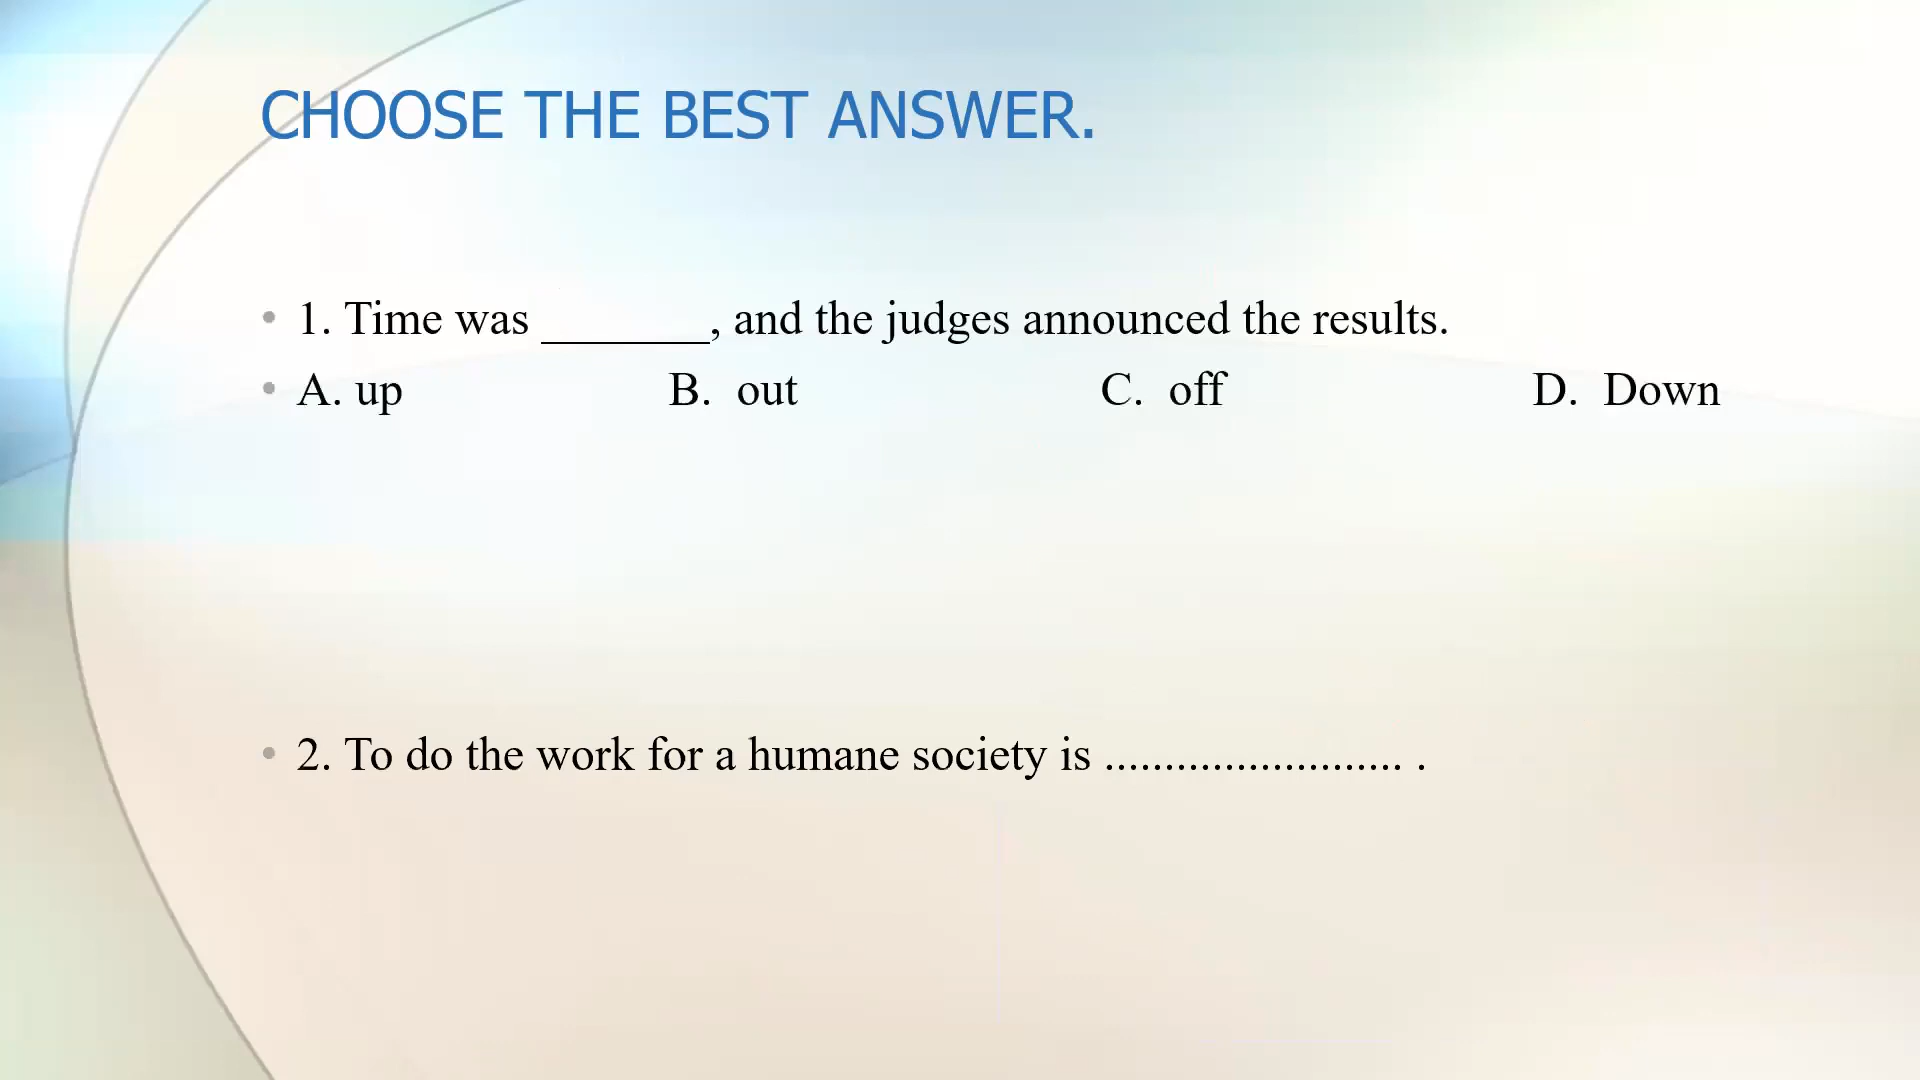 CHOOSE THE BEST ANSWER.
• 1. Time was _______, and the judges announced the results.
• A. up B. out C. off D. Down
• 2. To do the work for a humane society is ......................... .